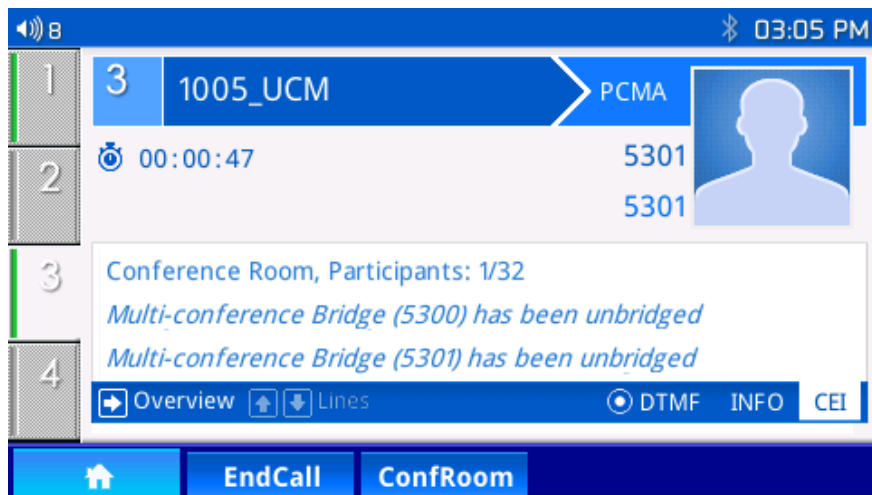 8 03:05 PM
1
2
3
4
3 1005_UCM PCMA
00:00:47 5301
5301
Conference Room, Participants: 1/32
Multi-conference Bridge (5300) has been unbridged
Multi-conference Bridge (5301) has been unbridged
Overview Lines DTMF INFO CEI
EndCall ConfRoom